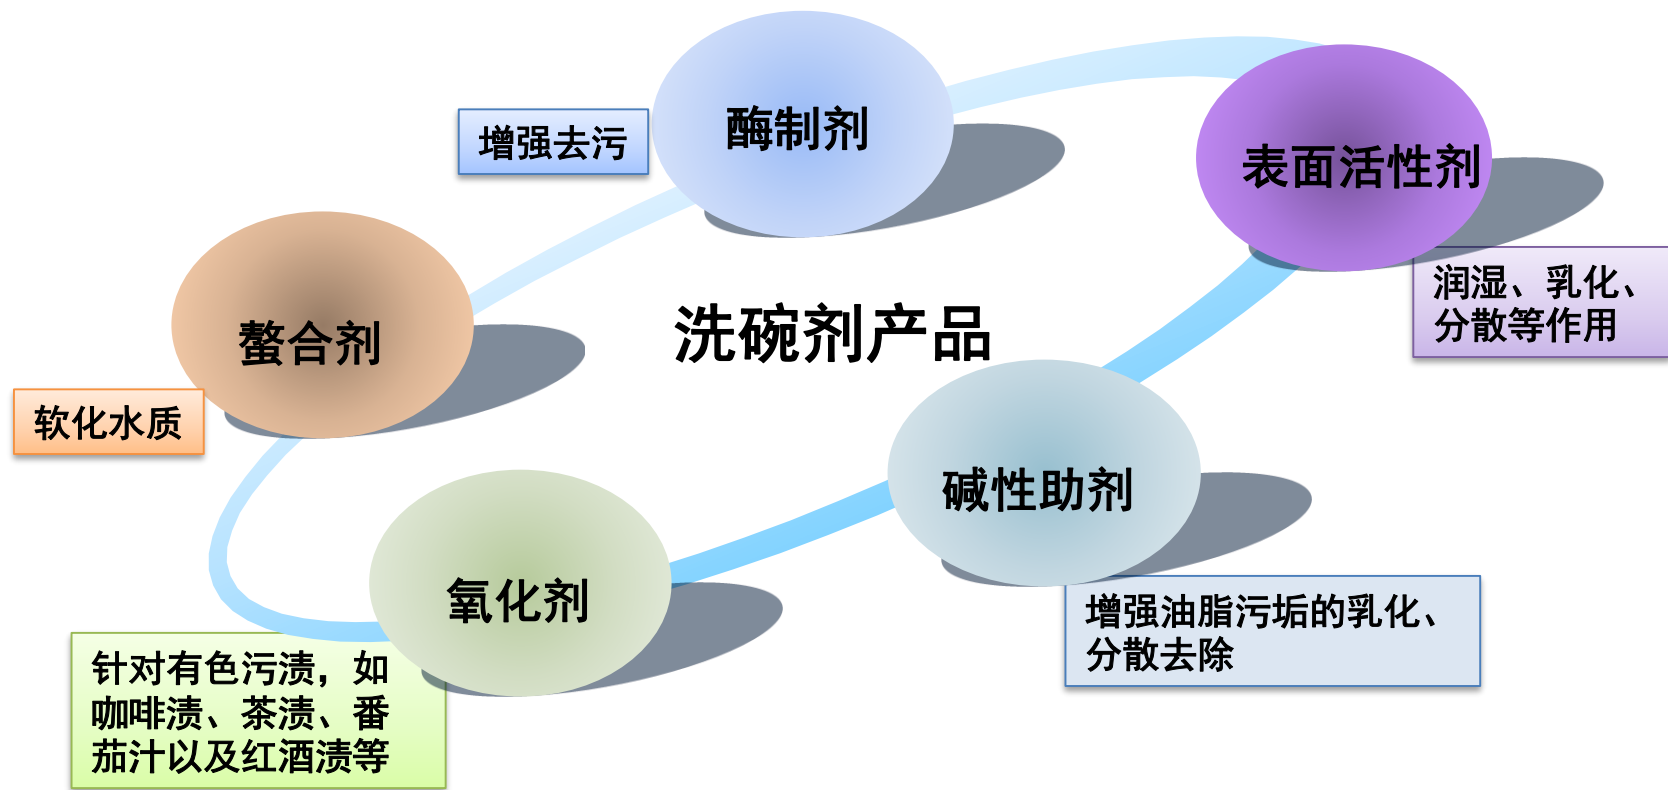 酶制剂
增强去污
表面活性剂
润湿、乳化、
分散等作用
洗碗剂产品
螯合剂
软化水质
碱性助剂
增强油脂污垢的乳化、
分散去除
氧化剂
针对有色污渍，如
咖啡渍、茶渍、番
茄汁以及红酒渍等